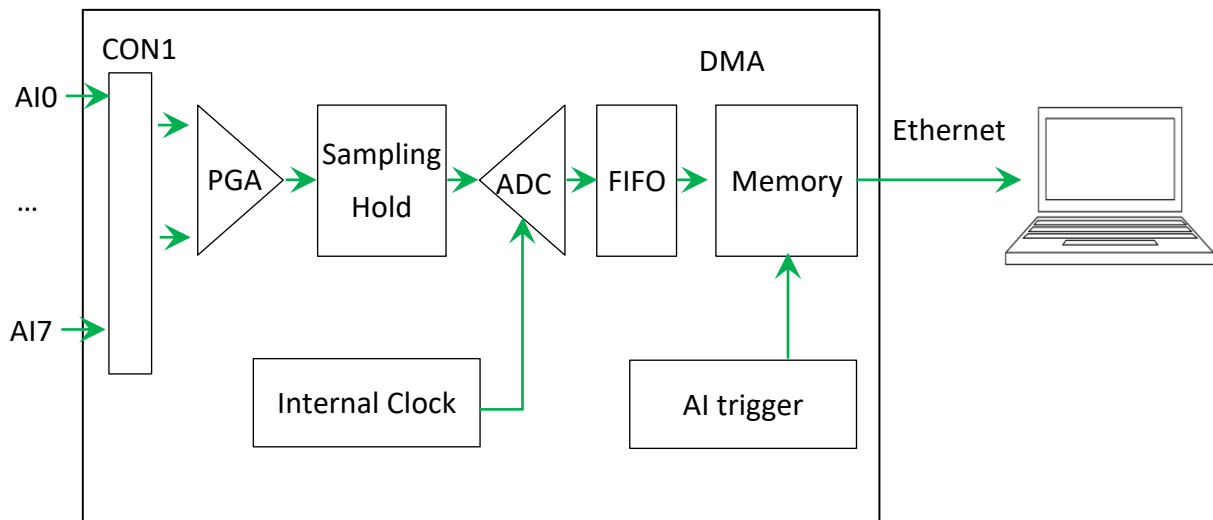 CON1
DMA
AI0
Ethernet
Sampling
Hold
PGA
ADC
FIFO
Memory
...
AI7
Internal Clock
AI trigger